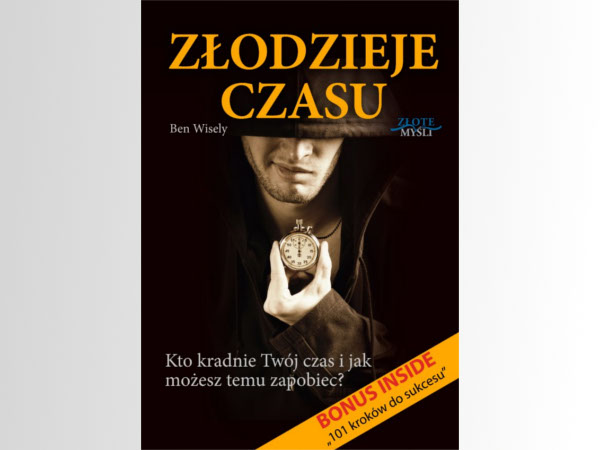 ZŁODZIEJE
CZASU
Ben Wisely
ZŁOTE
MYŚLI
Kto kradnie Twój czas i jak
możesz temu zapobiec?
BONUS INSIDE
„101 kroków do sukcesu”